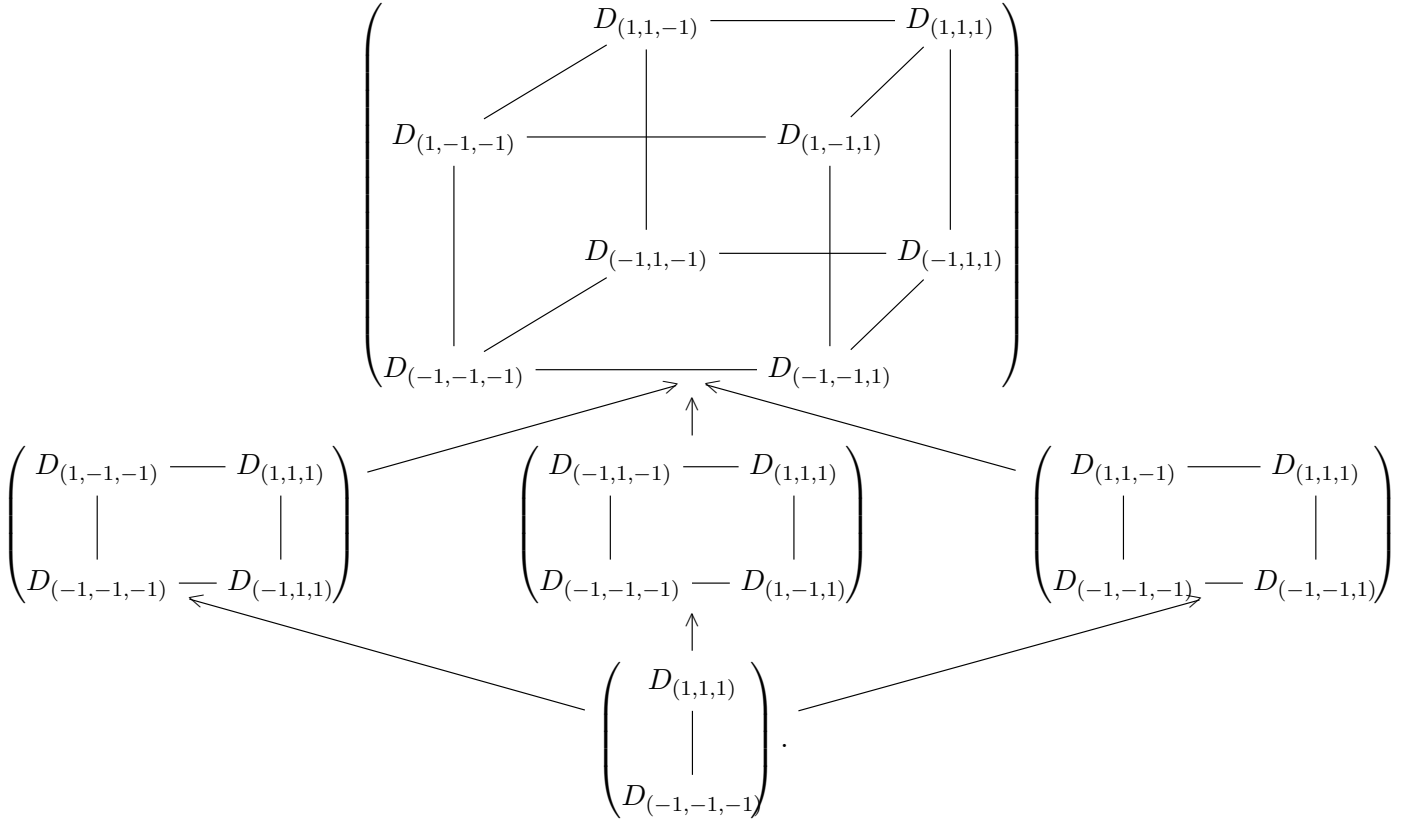 D_{(1,1,-1)} D_{(1,1,1)}
D_{(1,-1,-1)} D_{(1,-1,1)}
D_{(-1,1,-1)} D_{(-1,1,1)}
D_{(-1,-1,-1)} D_{(-1,-1,1)}
D_{(1,-1,-1)} D_{(1,1,1)} D_{(-1,1,-1)} D_{(1,1,1)} D_{(1,1,-1)} D_{(1,1,1)}
D_{(-1,-1,-1)} D_{(-1,1,1)} D_{(-1,-1,-1)} D_{(1,-1,1)} D_{(-1,-1,-1)} D_{(-1,-1,1)}
D_{(1,1,1)}
.
D_{(-1,-1,-1)}